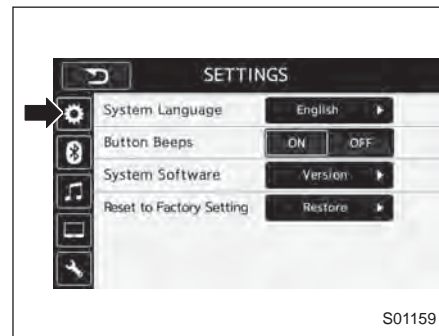 SETTINGS
System Language English
Button Beeps ON OFF
System Software Version
Reset to Factory Setting Restore
S01159